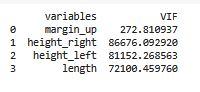 variables VIF
0 margin_up 272.810937
1 height_right 86676.092920
2 height_left 81152.268563
3 length 72100.459760